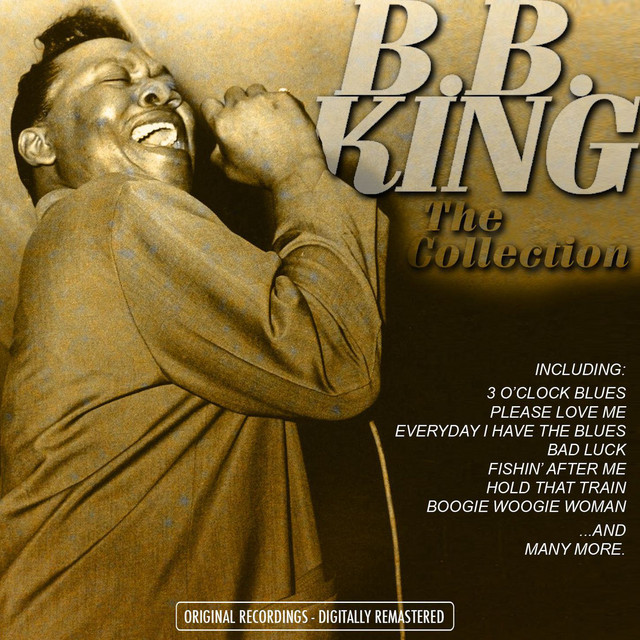 B.B.
KING
The
Collection
INCLUDING:
3 O'CLOCK BLUES
PLEASE LOVE ME
EVERYDAY I HAVE THE BLUES
BAD LUCK
FISHIN' AFTER ME
HOLD THAT TRAIN
BOOGIE WOOGIE WOMAN
...AND
MANY MORE.
ORIGINAL RECORDINGS - DIGITALLY REMASTERED